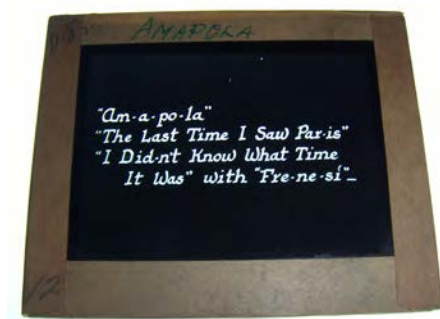 AMAPOLA
"Am-a-po-la"
"The Last Time I Saw Par-is"
"I Did-n't Know What Time
It Was" with "Fre-ne-sí"_
12